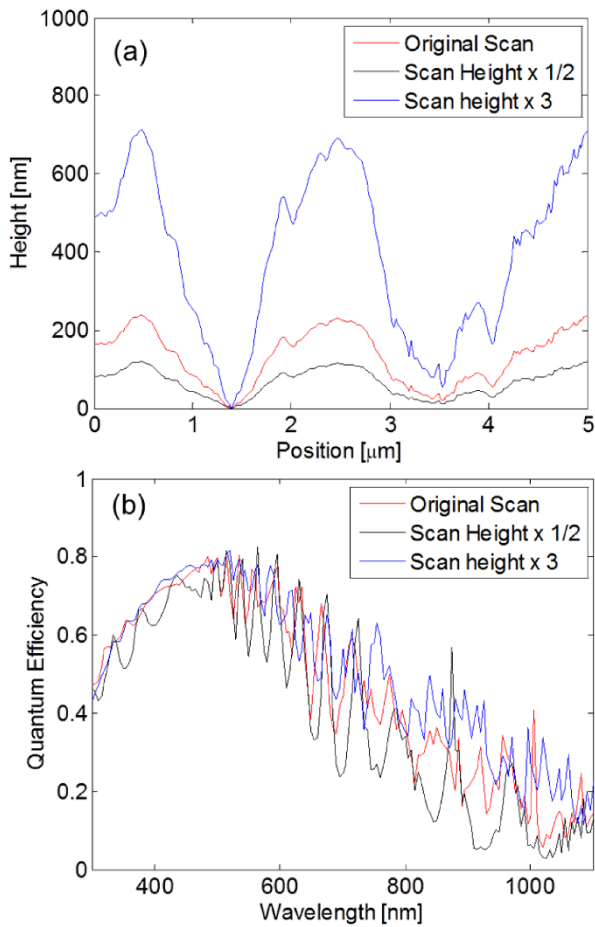 (a)
Original Scan
Scan Height x 1/2
Scan height x 3
Height [nm]
1000
800
600
400
200
0
0 1 2 3 4 5
Position [μm]
(b)
Original Scan
Scan Height x 1/2
Scan height x 3
Quantum Efficiency
1
0.8
0.6
0.4
0.2
0
400 600 800 1000
Wavelength [nm]